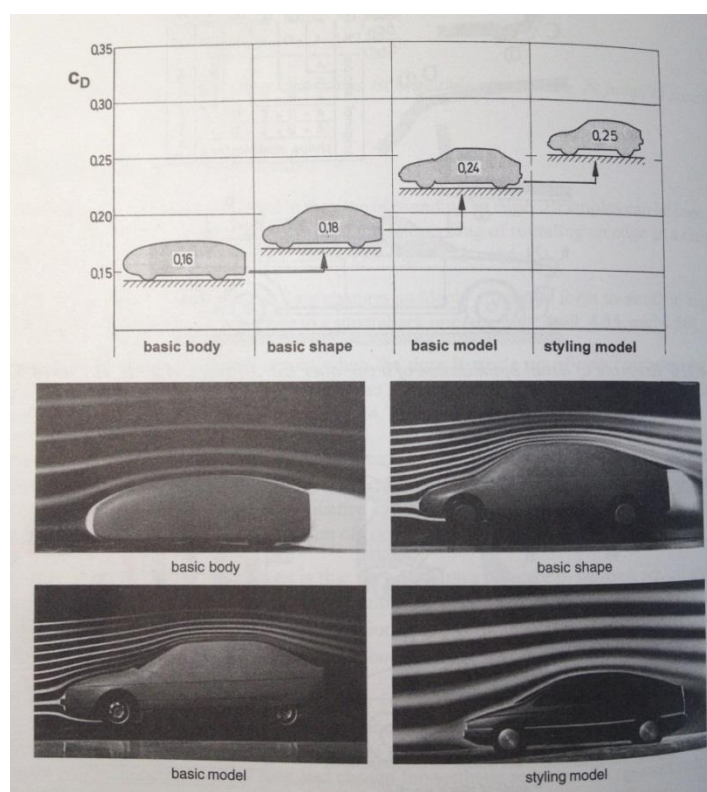 0,35
CD
0,30
0,25
0,20
0,15
0,16
0,18
0,24
0,25
basic body basic shape basic model styling model
basic body basic shape
basic model styling model